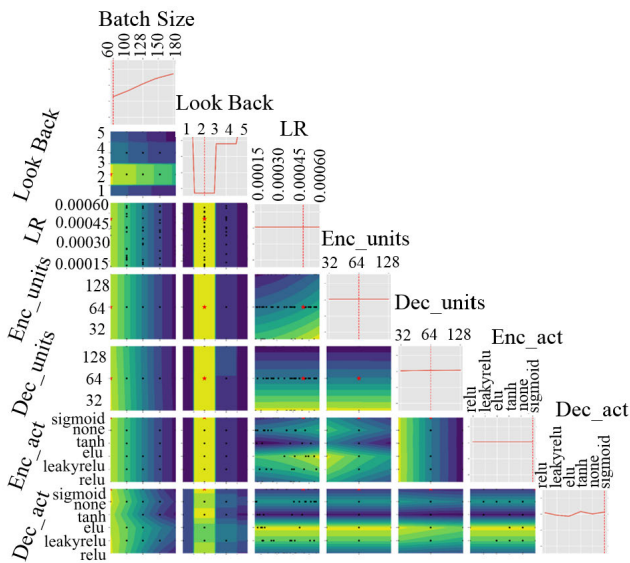 Batch Size
60 100 128 150 180
Look Back
1 2 3 4 5
LR
0.00015 0.00030 0.00045 0.00060
Enc_units
32 64 128
Dec_units
32 64 128
Enc_act
relu leakyrelu elu tanh none sigmoid
Dec_act
relu leakyrelu elu tanh none sigmoid
Look Back
5
4
3
2
1
LR
0.00060
0.00045
0.00030
0.00015
Enc_units
128
64
32
Dec_units
128
64
32
Enc_act
sigmoid
none
tanh
elu
leakyrelu
relu
Dec_act
sigmoid
none
tanh
elu
leakyrelu
relu